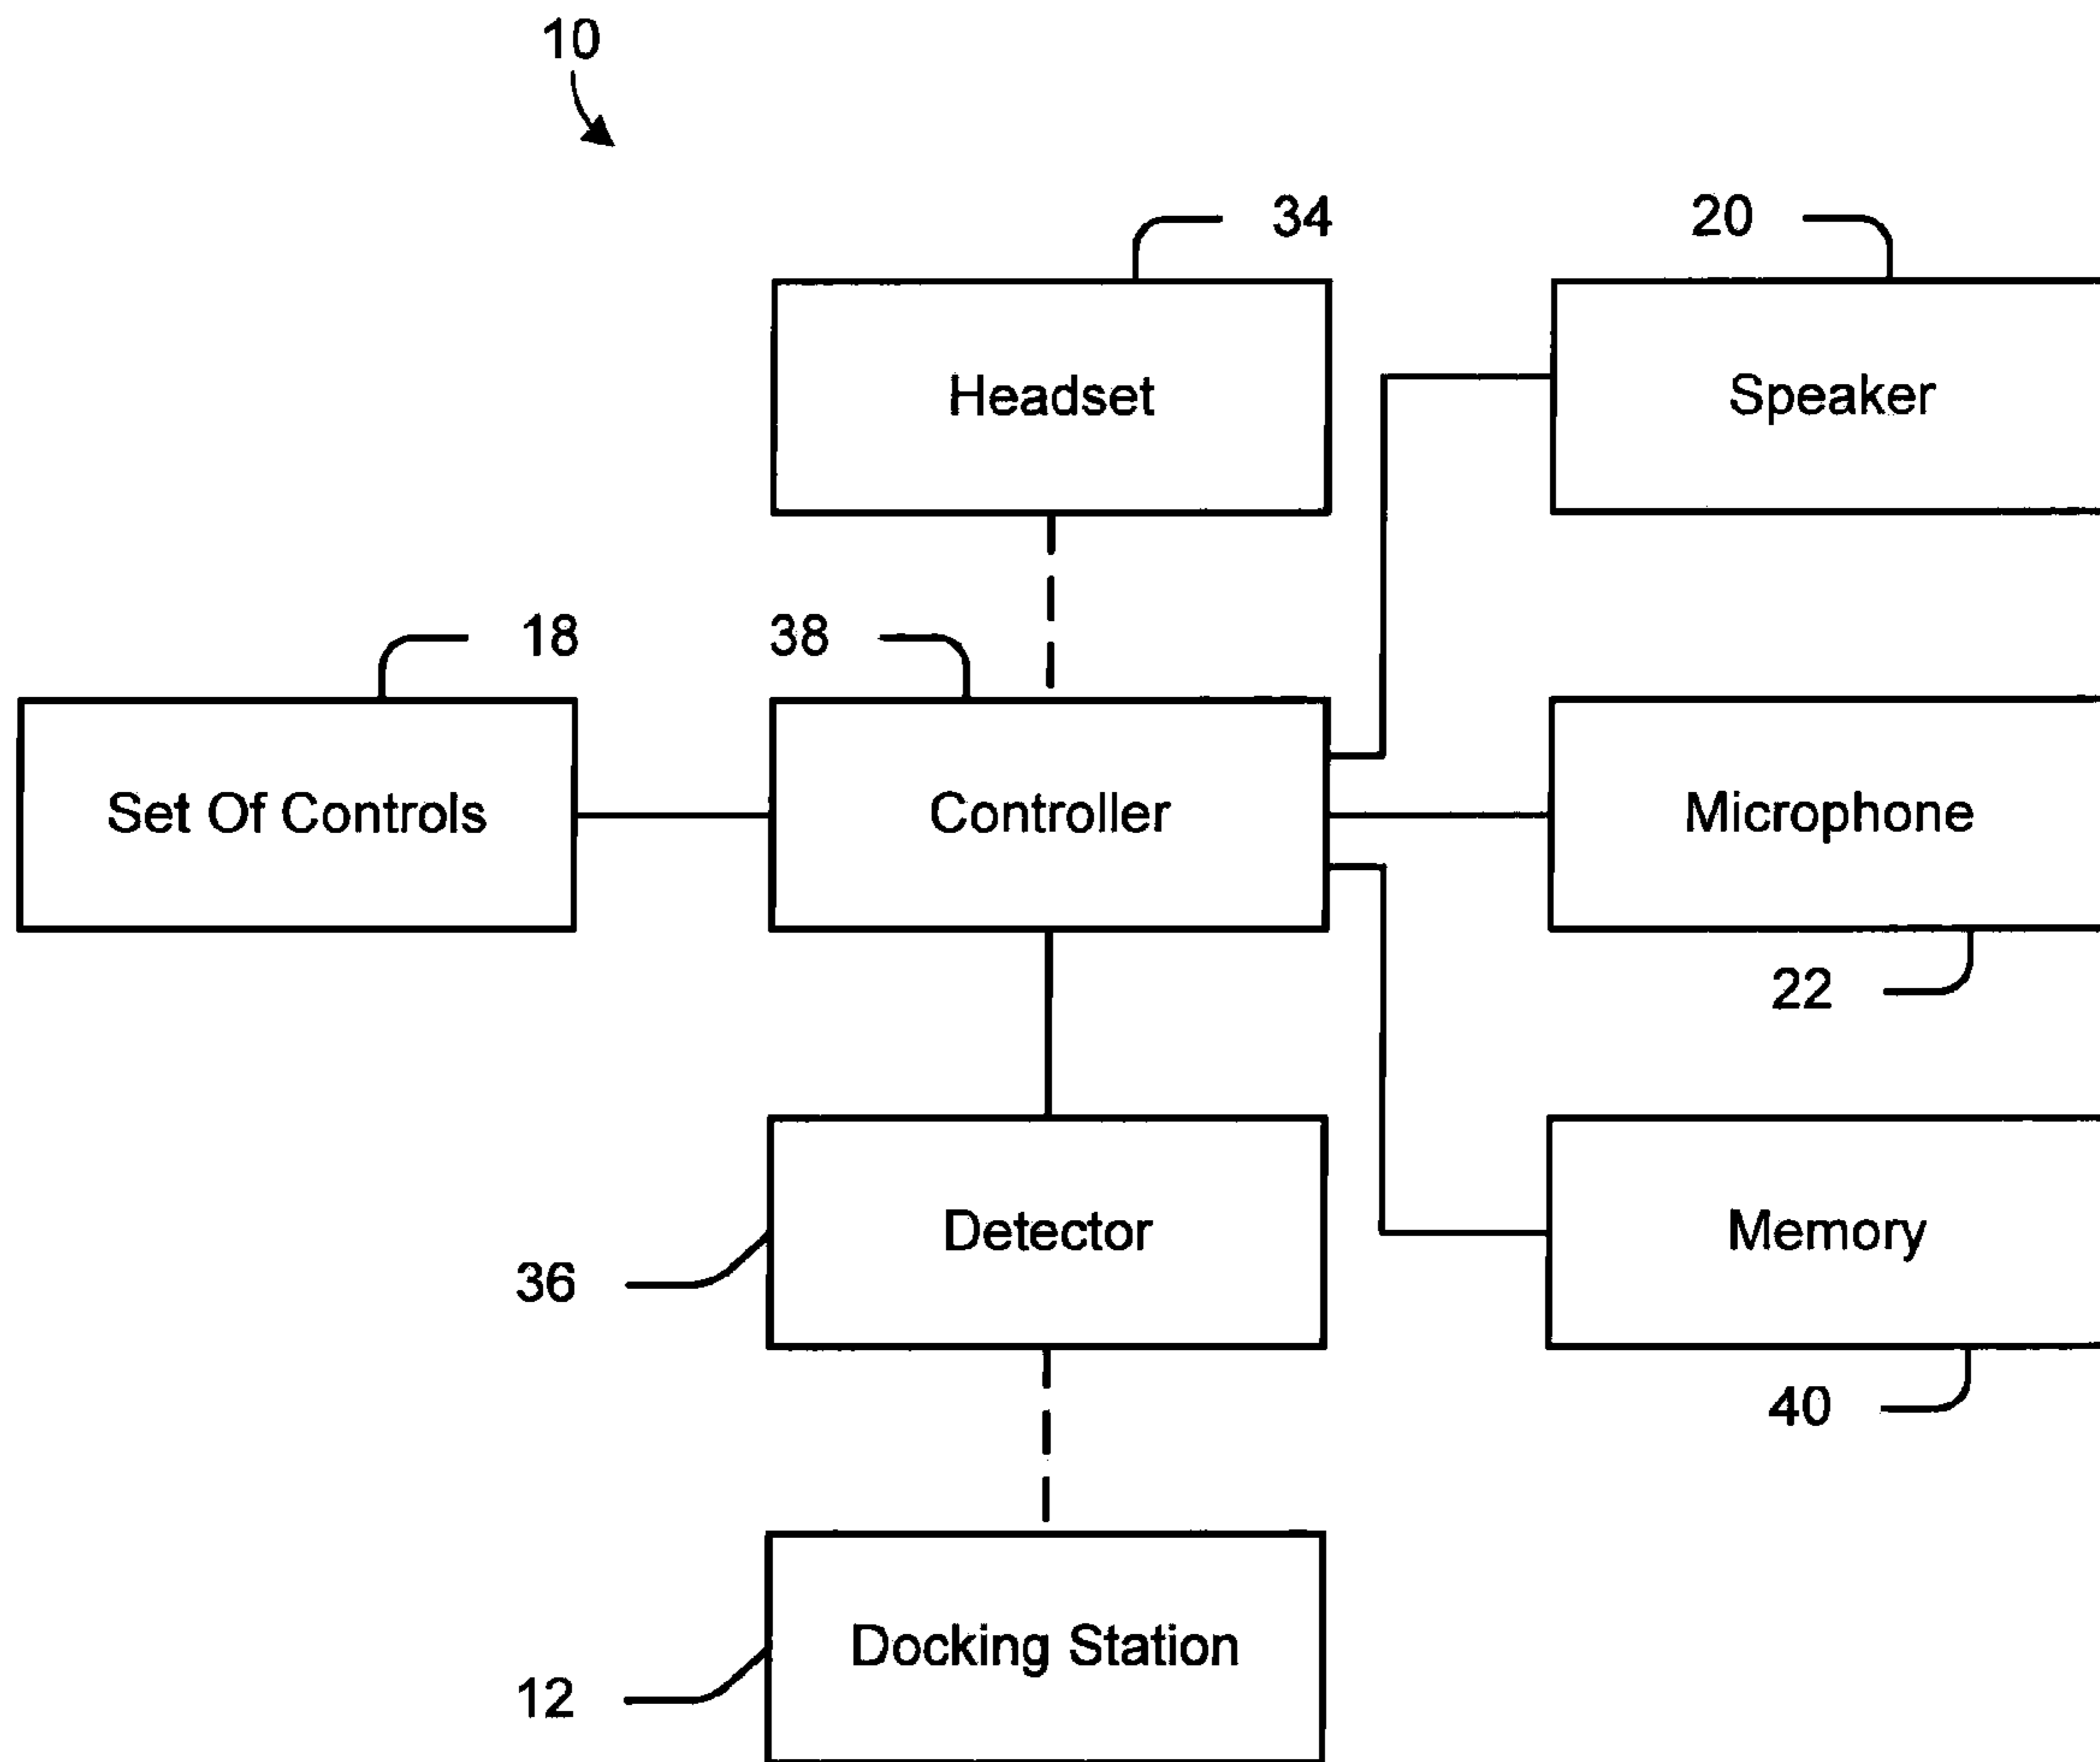 10
34
20
Headset
Speaker
18
38
Set Of Controls
Controller
Microphone
22
Detector
Memory
36
40
Docking Station
12